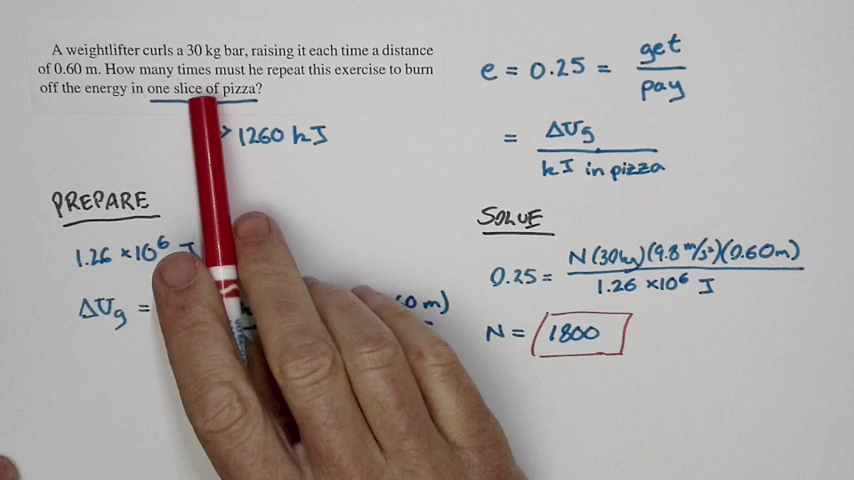 A weightlifter curls a 30 kg bar, raising it each time a distance
of 0.60 m. How many times must he repeat this exercise to burn
off the energy in one slice of pizza?
> 1260 kJ
PREPARE
1.26 × 10⁶ J
ΔUg =
0 m)
e = 0.25 = get / pay
= ΔUg / kJ in pizza
SOLVE
0.25 = N(30kg)(9.8 m/s²)(0.60m) / 1.26 × 10⁶ J
N = 1800